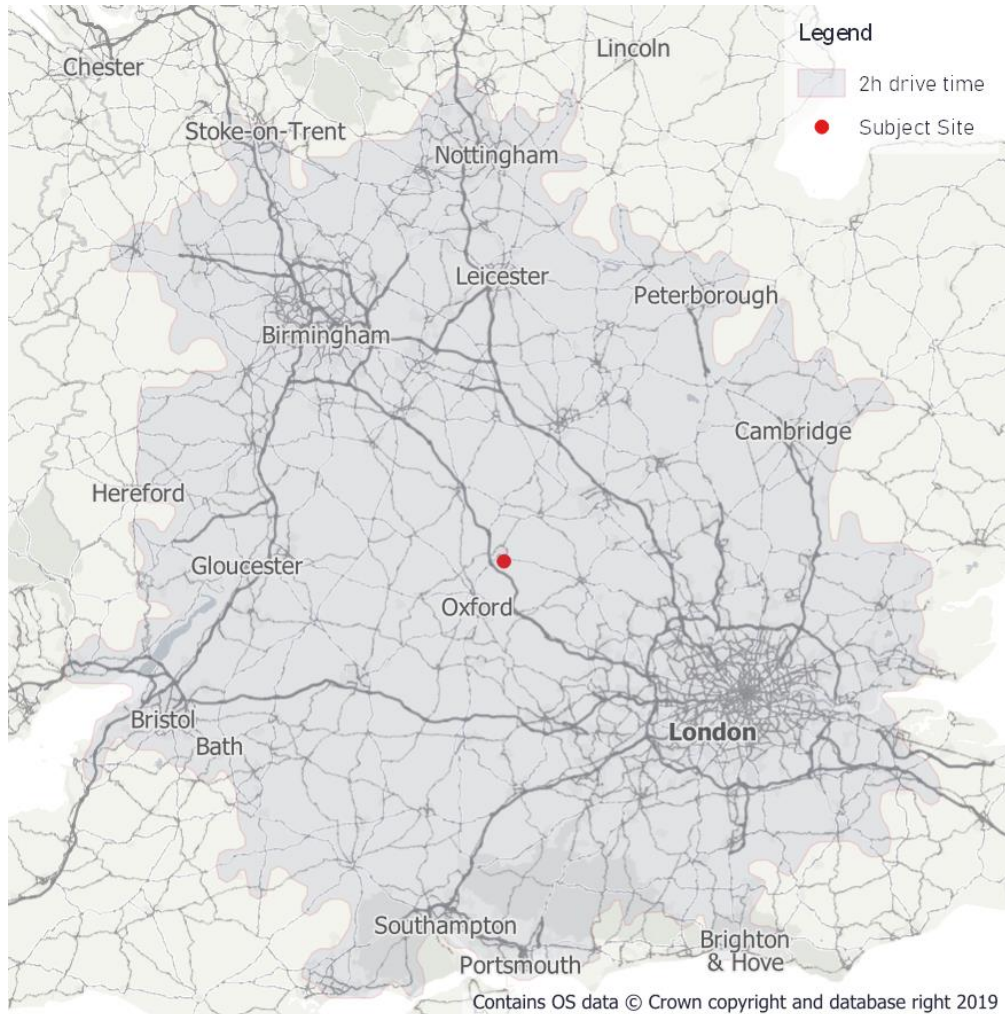 Legend
2h drive time
Subject Site
Lincoln
Chester
Stoke-on-Trent
Nottingham
Leicester
Peterborough
Birmingham
Cambridge
Hereford
Gloucester
Oxford
Bristol
Bath
London
Southampton
Brighton
& Hove
Portsmouth
Contains OS data © Crown copyright and database right 2019